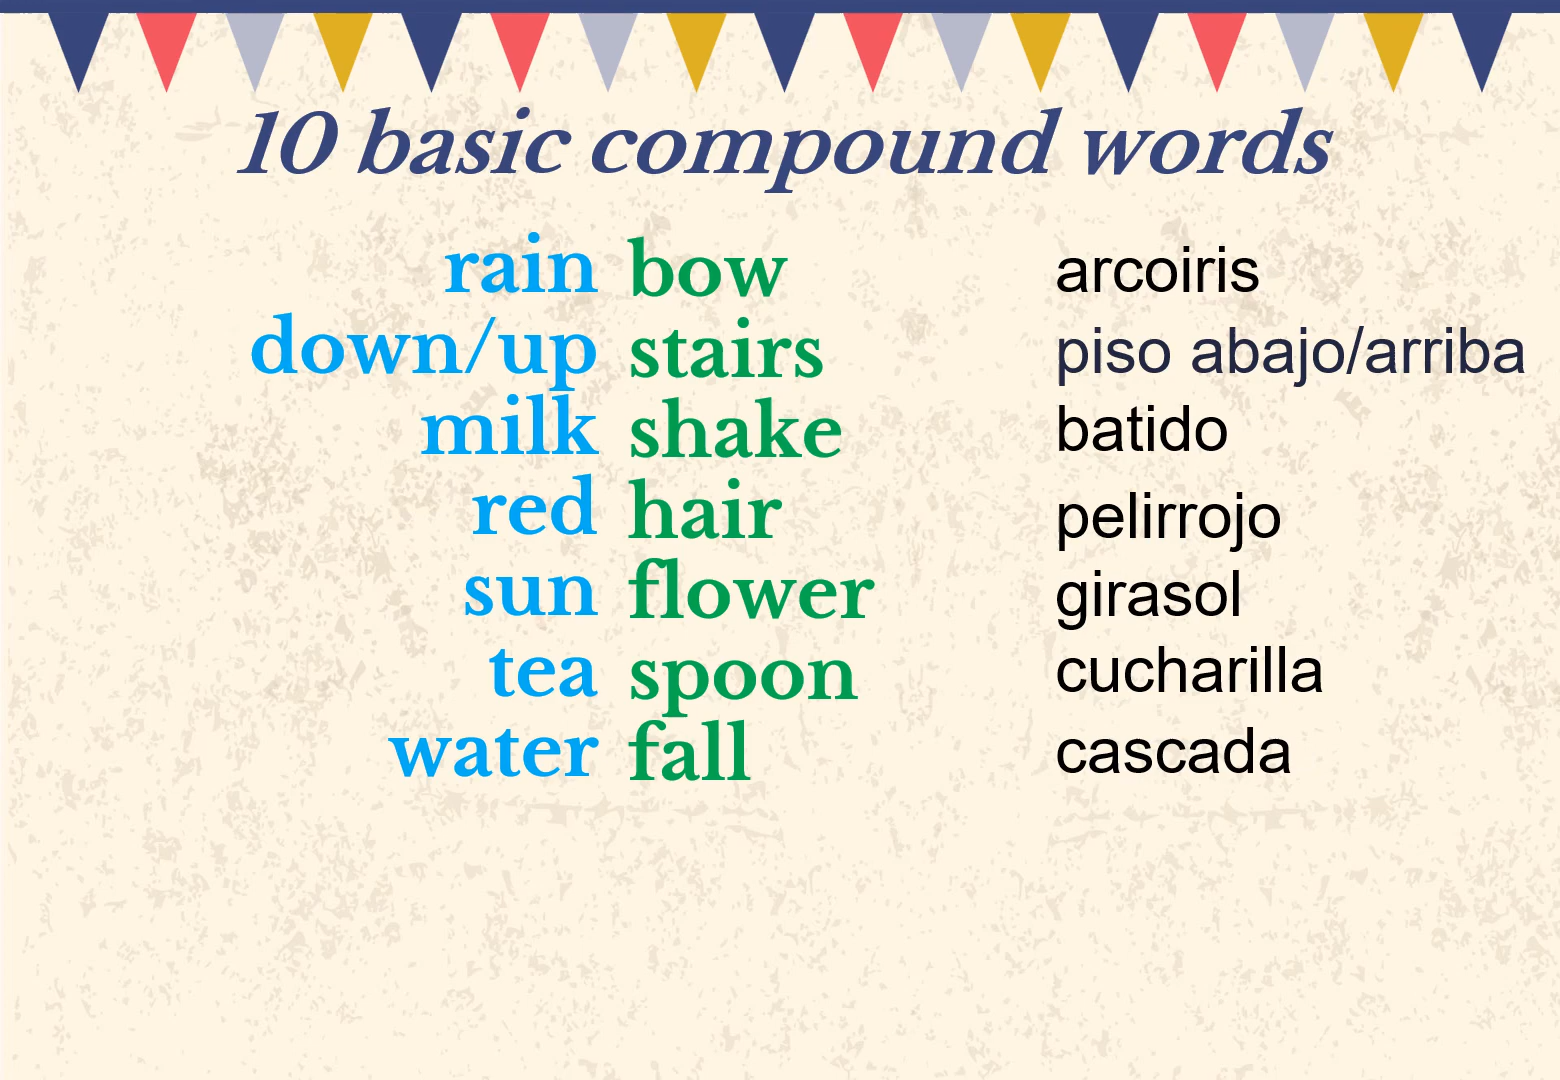 10 basic compound words
rain bow arcoiris
down/up stairs piso abajo/arriba
milk shake batido
red hair pelirrojo
sun flower girasol
tea spoon cucharilla
water fall cascada